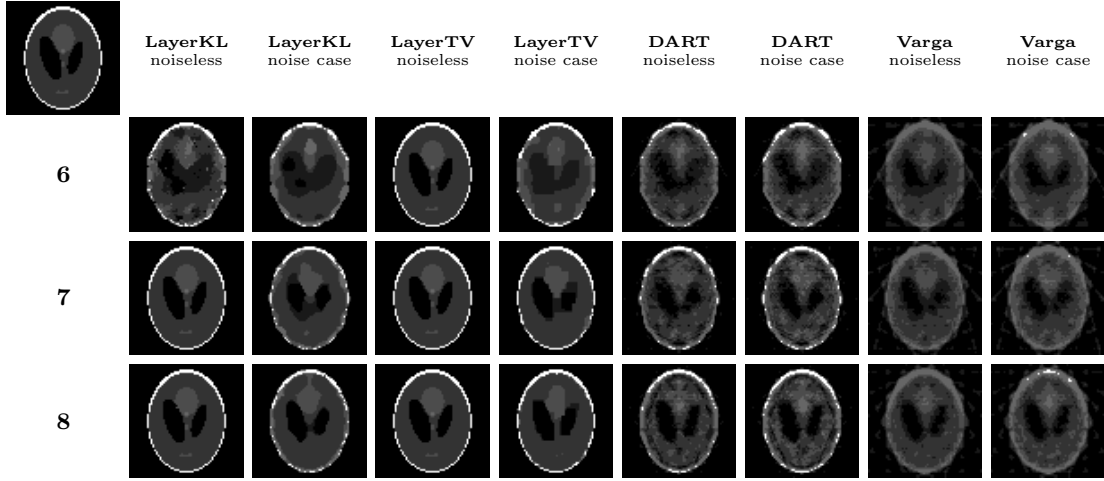 LayerKL LayerKL LayerTV LayerTV DART DART Varga Varga
noiseless noise case noiseless noise case noiseless noise case noiseless noise case
6
7
8